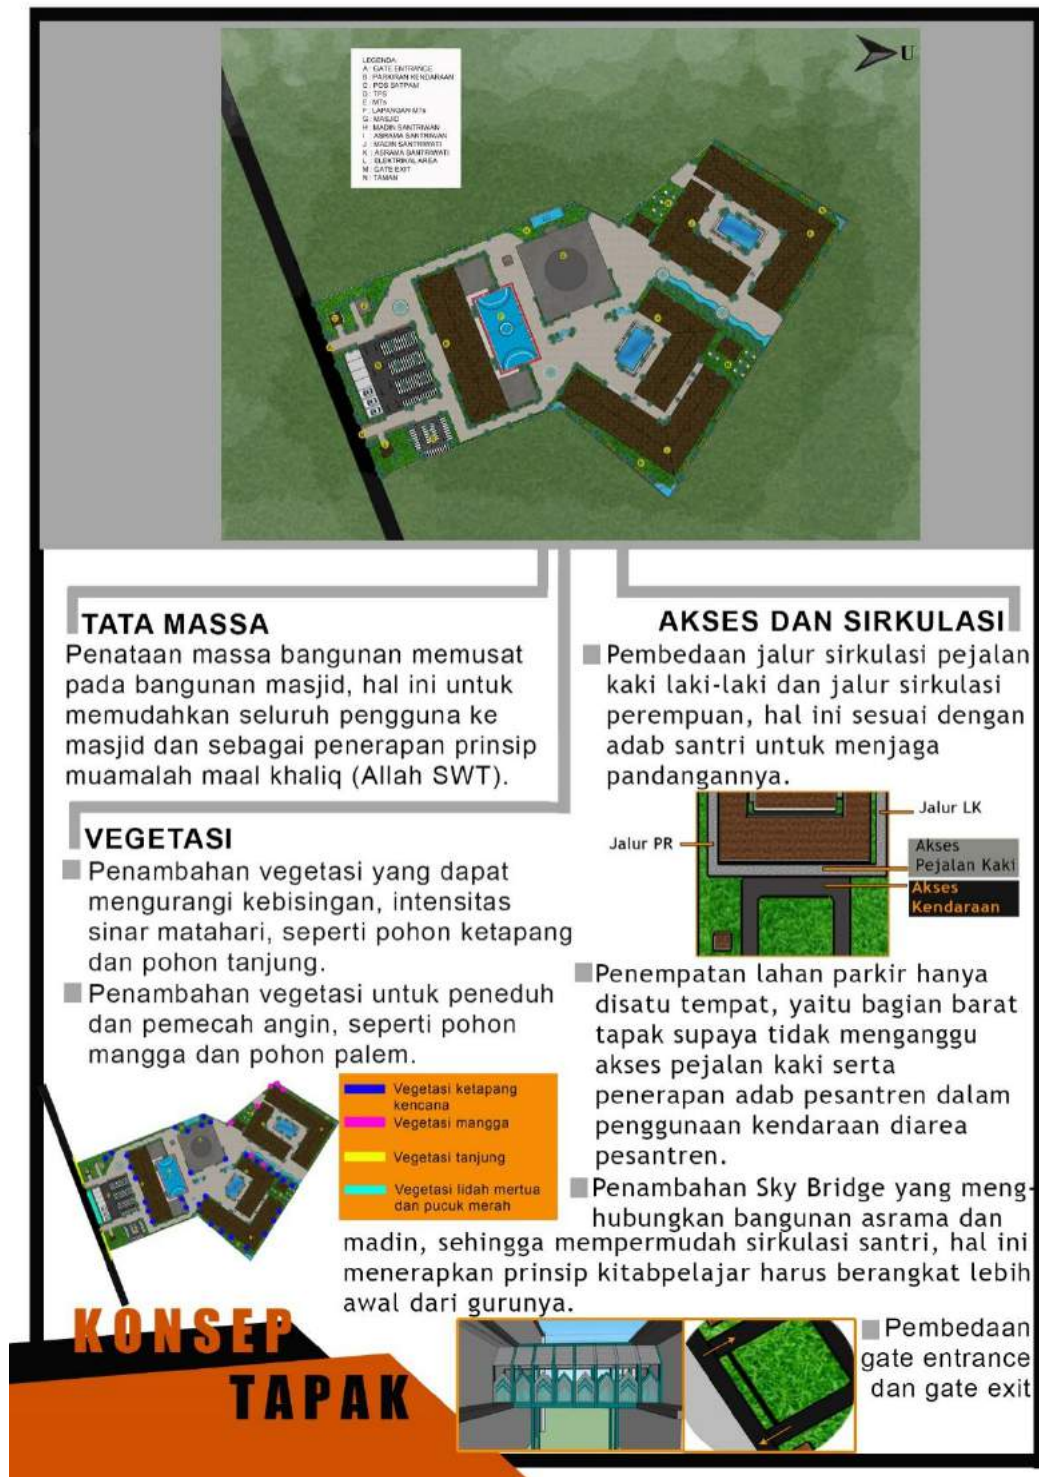 U
LEGENDA
A : GATE ENTRANCE
B : PARKIRAN KENDARAAN
C : POS SATPAM
D : TPS
E : MTs
F : LAPANGAN MTs
G : MASJID
H : MADIN SANTRIWAN
I : ASRAMA SANTRIWAN
J : MADIN SANTRIWATI
K : ASRAMA SANTRIWATI
L : ELEKTRIKAL AREA
M : GATE EXIT
N : TAMAN
TATA MASSA
Penataan massa bangunan memusat
pada bangunan masjid, hal ini untuk
memudahkan seluruh pengguna ke
masjid dan sebagai penerapan prinsip
muamalah maal khaliq (Allah SWT).
VEGETASI
Penambahan vegetasi yang dapat
mengurangi kebisingan, intensitas
sinar matahari, seperti pohon ketapang
dan pohon tanjung.
Penambahan vegetasi untuk peneduh
dan pemecah angin, seperti pohon
mangga dan pohon palem.
Vegetasi ketapang
kencana
Vegetasi mangga
Vegetasi tanjung
Vegetasi lidah mertua
dan pucuk merah
AKSES DAN SIRKULASI
Pembedaan jalur sirkulasi pejalan
kaki laki-laki dan jalur sirkulasi
perempuan, hal ini sesuai dengan
adab santri untuk menjaga
pandangannya.
Jalur LK
Jalur PR
Akses
Pejalan Kaki
Akses
Kendaraan
Penempatan lahan parkir hanya
disatu tempat, yaitu bagian barat
tapak supaya tidak menganggu
akses pejalan kaki serta
penerapan adab pesantren dalam
penggunaan kendaraan diarea
pesantren.
Penambahan Sky Bridge yang meng-
hubungkan bangunan asrama dan
madin, sehingga mempermudah sirkulasi santri, hal ini
menerapkan prinsip kitabpelajar harus berangkat lebih
awal dari gurunya.
Pembedaan
gate entrance
dan gate exit
KONSEP
TAPAK